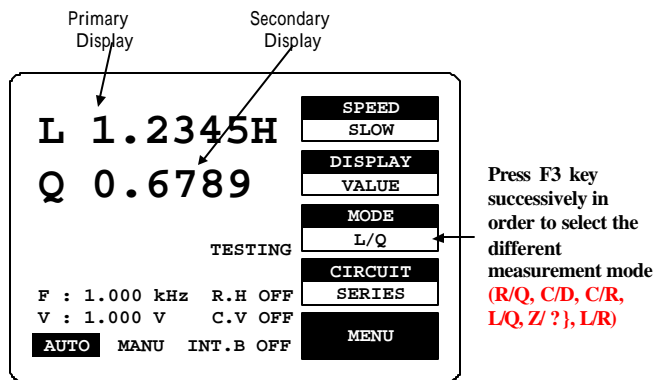 Primary Display
Secondary Display
L 1.2345H
Q 0.6789
TESTING
F : 1.000 kHz R.H OFF
V : 1.000 V C.V OFF
AUTO MANU INT.B OFF
SPEED
SLOW
DISPLAY
VALUE
MODE
L/Q
CIRCUIT
SERIES
MENU
Press F3 key
successively in
order to select the
different
measurement mode
(R/Q, C/D, C/R,
L/Q, Z/ ? }, L/R)